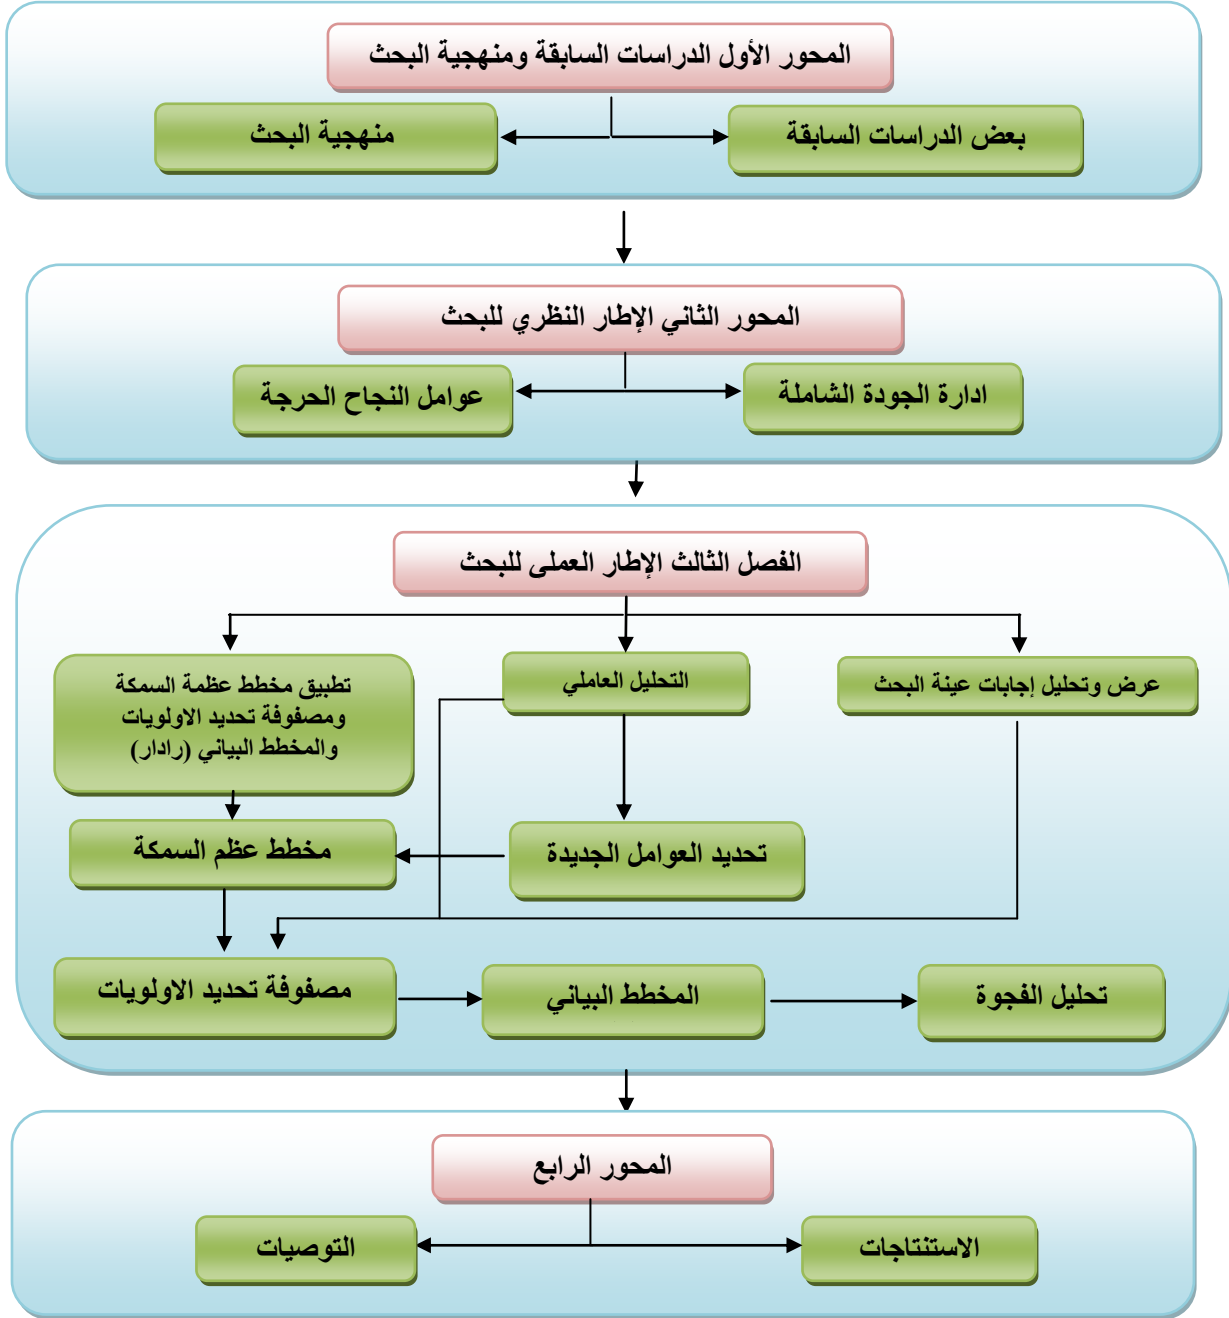 المحور الأول الدراسات السابقة ومنهجية البحث
بعض الدراسات السابقة
منهجية البحث
المحور الثاني الإطار النظري للبحث
ادارة الجودة الشاملة
عوامل النجاح الحرجة
الفصل الثالث الإطار العملى للبحث
عرض وتحليل إجابات عينة البحث
التحليل العاملي
تطبيق مخطط عظمة السمكة
ومصفوفة تحديد الاولويات
والمخطط البياني (رادار)
تحديد العوامل الجديدة
مخطط عظم السمكة
مصفوفة تحديد الاولويات
المخطط البياني
تحليل الفجوة
المحور الرابع
الاستنتاجات
التوصيات